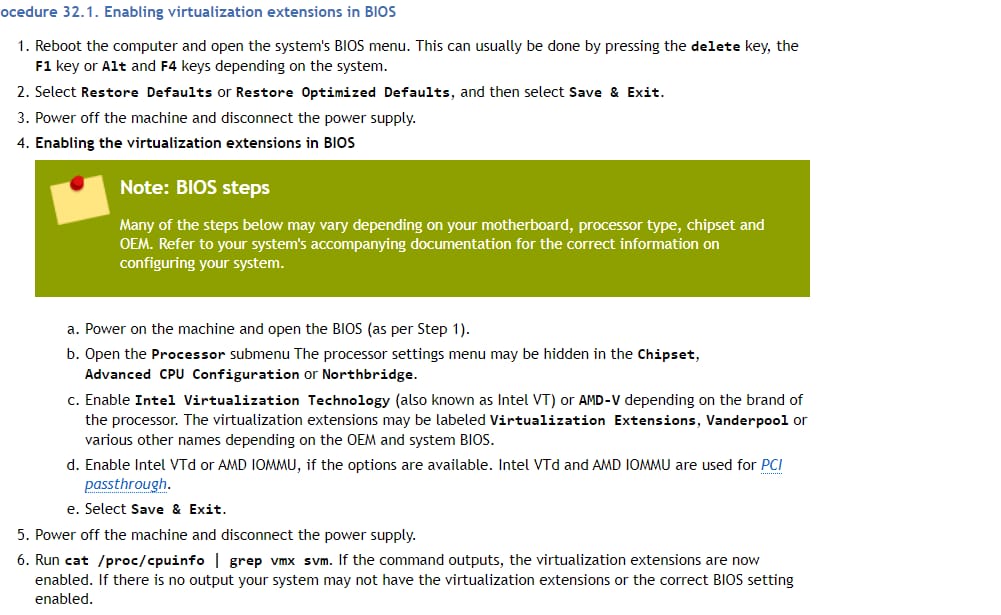 ocedure 32.1. Enabling virtualization extensions in BIOS
1. Reboot the computer and open the system's BIOS menu. This can usually be done by pressing the delete key, the
F1 key or Alt and F4 keys depending on the system.
2. Select Restore Defaults or Restore Optimized Defaults, and then select Save & Exit.
3. Power off the machine and disconnect the power supply.
4. Enabling the virtualization extensions in BIOS
Note: BIOS steps
Many of the steps below may vary depending on your motherboard, processor type, chipset and
OEM. Refer to your system's accompanying documentation for the correct information on
configuring your system.
a. Power on the machine and open the BIOS (as per Step 1).
b. Open the Processor submenu The processor settings menu may be hidden in the Chipset,
Advanced CPU Configuration or Northbridge.
c. Enable Intel Virtualization Technology (also known as Intel VT) or AMD-V depending on the brand of
the processor. The virtualization extensions may be labeled Virtualization Extensions, Vanderpool or
various other names depending on the OEM and system BIOS.
d. Enable Intel VTd or AMD IOMMU, if the options are available. Intel VTd and AMD IOMMU are used for PCI
passthrough.
e. Select Save & Exit.
5. Power off the machine and disconnect the power supply.
6. Run cat /proc/cpuinfo | grep vmx svm. If the command outputs, the virtualization extensions are now
enabled. If there is no output your system may not have the virtualization extensions or the correct BIOS setting
enabled.